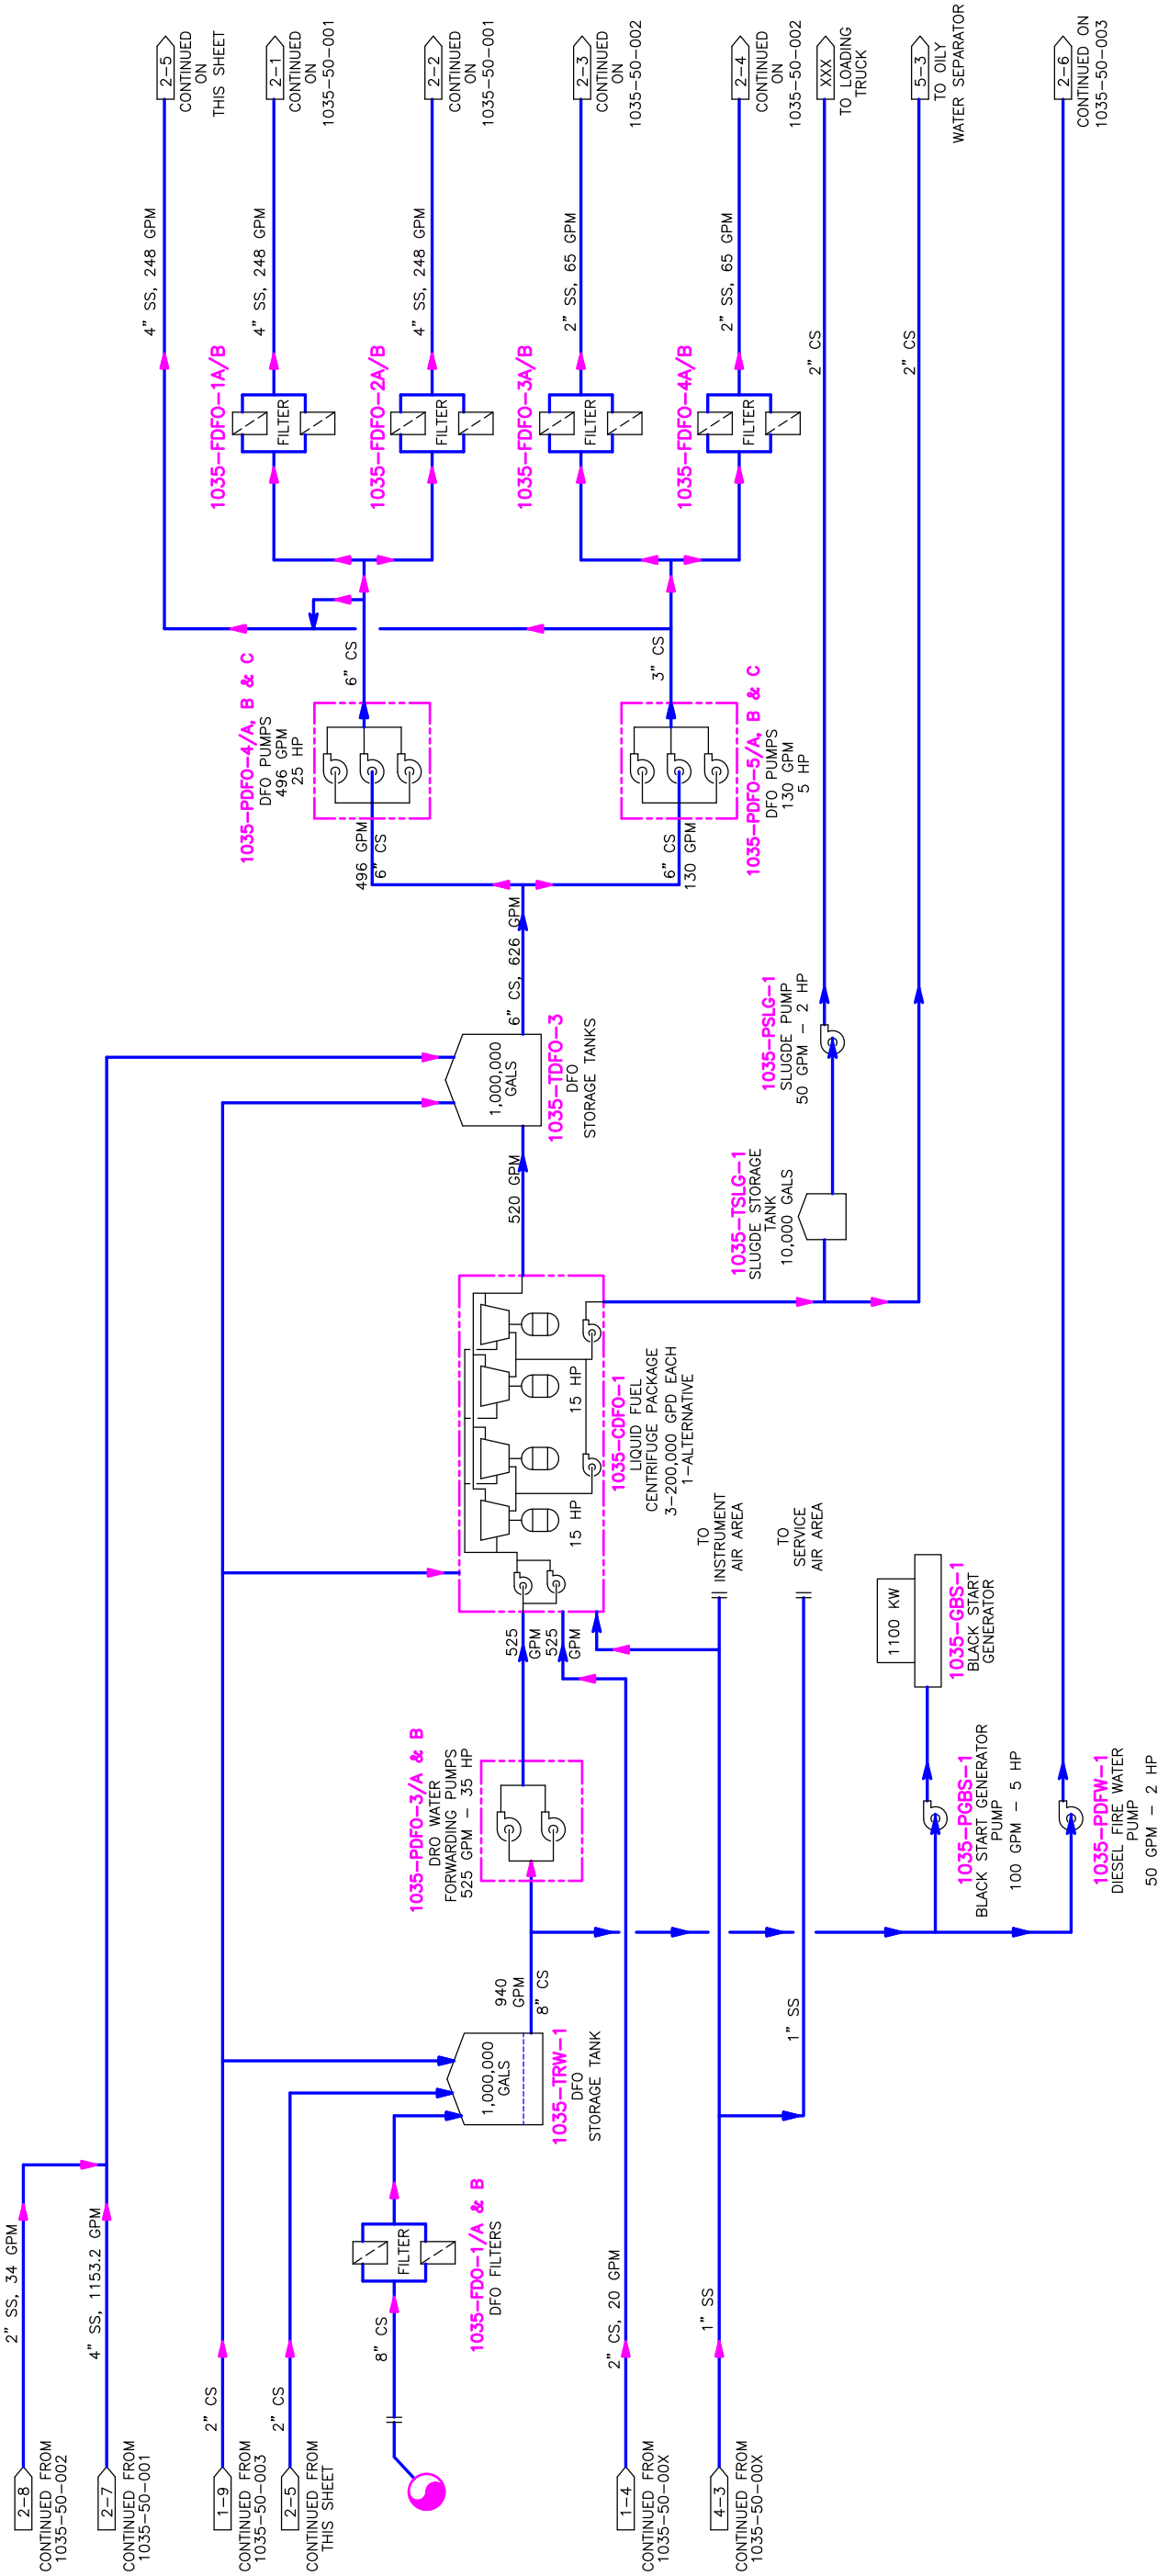 2-8
CONTINUED FROM
1035-50-002
2" SS, 34 GPM
2-7
CONTINUED FROM
1035-50-001
4" SS, 1153.2 GPM
1-9
CONTINUED FROM
1035-50-003
2" CS
2-5
CONTINUED FROM
THIS SHEET
2" CS
8" CS
FILTER
1035-FDO-1/A & B
DFO FILTERS
1-4
CONTINUED FROM
1035-50-00X
2" CS, 20 GPM
4-3
CONTINUED FROM
1035-50-00X
1" SS
1" SS
1,000,000
GALS
1035-TRW-1
DFO
STORAGE TANK
940
GPM
8" CS
1035-PDFO-3/A & B
DRO WATER
FORWARDING PUMPS
525 GPM - 35 HP
525
GPM
525
GPM
15 HP
15 HP
1035-CDFO-1
LIQUID FUEL
CENTRIFUGE PACKAGE
3-200,000 GPD EACH
1-ALTERNATIVE
TO
INSTRUMENT
AIR AREA
TO
SERVICE
AIR AREA
1100 KW
1035-GBS-1
BLACK START
GENERATOR
1035-PGBS-1
BLACK START GENERATOR
PUMP
100 GPM - 5 HP
1035-PDFW-1
DIESEL FIRE WATER
PUMP
50 GPM - 2 HP
520 GPM
1,000,000
GALS
1035-TDFO-3
DFO
STORAGE TANKS
6" CS, 626 GPM
1035-TSLG-1
SLUGDE STORAGE
TANK
10,000 GALS
1035-PSLG-1
SLUGDE PUMP
50 GPM - 2 HP
496 GPM
6" CS
6" CS
130 GPM
1035-PDFO-4/A, B & C
DFO PUMPS
496 GPM
25 HP
1035-PDFO-5/A, B & C
DFO PUMPS
130 GPM
5 HP
6" CS
3" CS
1035-FDFO-1A/B
FILTER
1035-FDFO-2A/B
FILTER
1035-FDFO-3A/B
FILTER
1035-FDFO-4A/B
FILTER
4" SS, 248 GPM
4" SS, 248 GPM
4" SS, 248 GPM
2" SS, 65 GPM
2" SS, 65 GPM
2" CS
2" CS
2-5
CONTINUED
ON
THIS SHEET
2-1
CONTINUED
ON
1035-50-001
2-2
CONTINUED
ON
1035-50-001
2-3
CONTINUED
ON
1035-50-002
2-4
CONTINUED
ON
1035-50-002
XXX
TO LOADING
TRUCK
5-3
TO OILY
WATER SEPARATOR
2-6
CONTINUED ON
1035-50-003